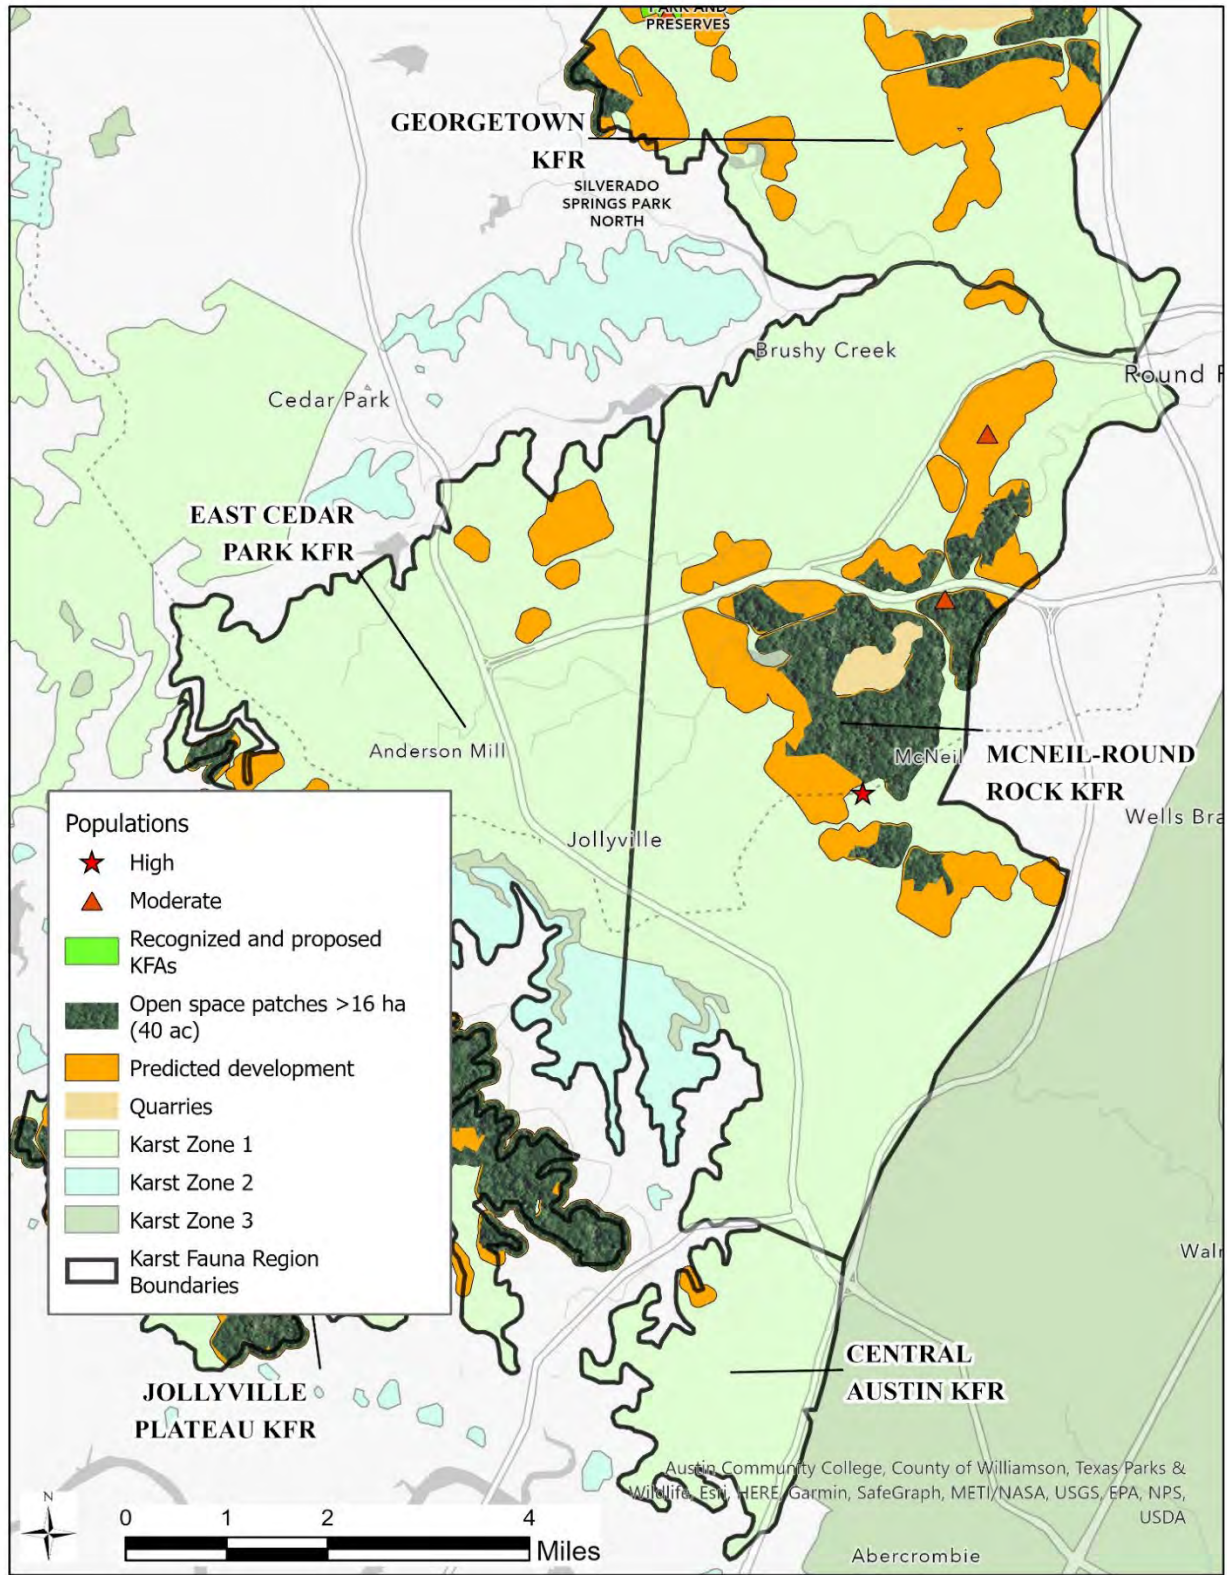 PARK AND
PRESERVES
GEORGETOWN
KFR
SILVERADO
SPRINGS PARK
NORTH
Brushy Creek
Round
Cedar Park
EAST CEDAR
PARK KFR
Anderson Mill
McNeil
MCNEIL-ROUND
ROCK KFR
Wells Bra
Jollyville
Populations
High
Moderate
Recognized and proposed
KFAs
Open space patches >16 ha
(40 ac)
Predicted development
Quarries
Karst Zone 1
Karst Zone 2
Karst Zone 3
Karst Fauna Region
Boundaries
Waln
CENTRAL
AUSTIN KFR
JOLLYVILLE
PLATEAU KFR
Austin Community College, County of Williamson, Texas Parks &
Wildlife, Esri, HERE, Garmin, SafeGraph, METI/NASA, USGS, EPA, NPS,
USDA
N
0 1 2 4
Miles
Abercrombie